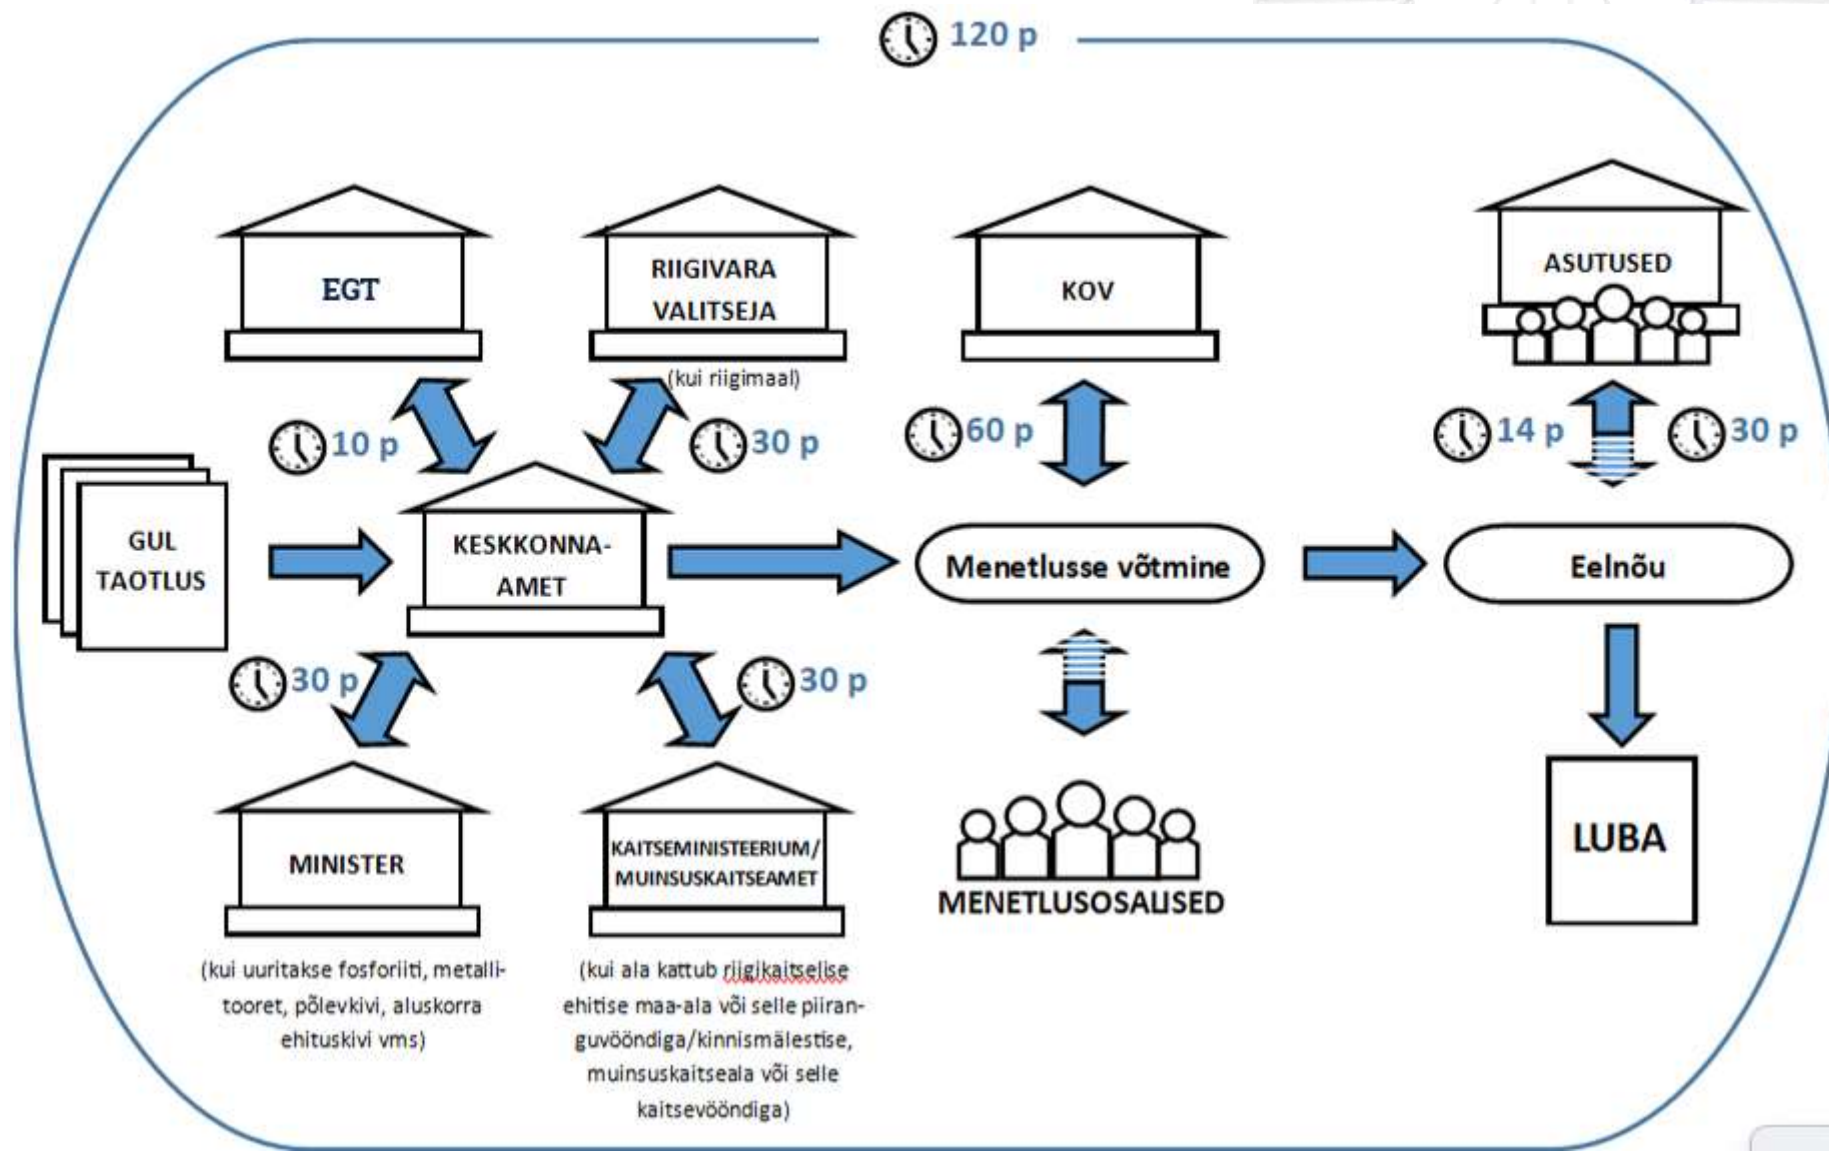 120 p
EGT
RIIGIVARA
VALITSEJA
(kui riigimaal)
KOV
ASUTUSED
10 p
30 p
60 p
14 p
30 p
GUL
TAOTLUS
KESKKONNA-
AMET
Menetlusse võtmine
Eelnõu
30 p
30 p
MINISTER
(kui uuritakse fosforiiti, metalli-
tooret, põlevkivi, aluskorra
ehituskivi vms)
KAITSEMINISTEERIUM/
MUINSUSKAITSEAMET
(kui ala kattub riigikaitselise
ehitise maa-ala või selle piiran-
guvööndiga/kinnismälestise,
muinsuskaitseala või selle
kaitsevööndiga)
MENETLUSOSALISED
LUBA